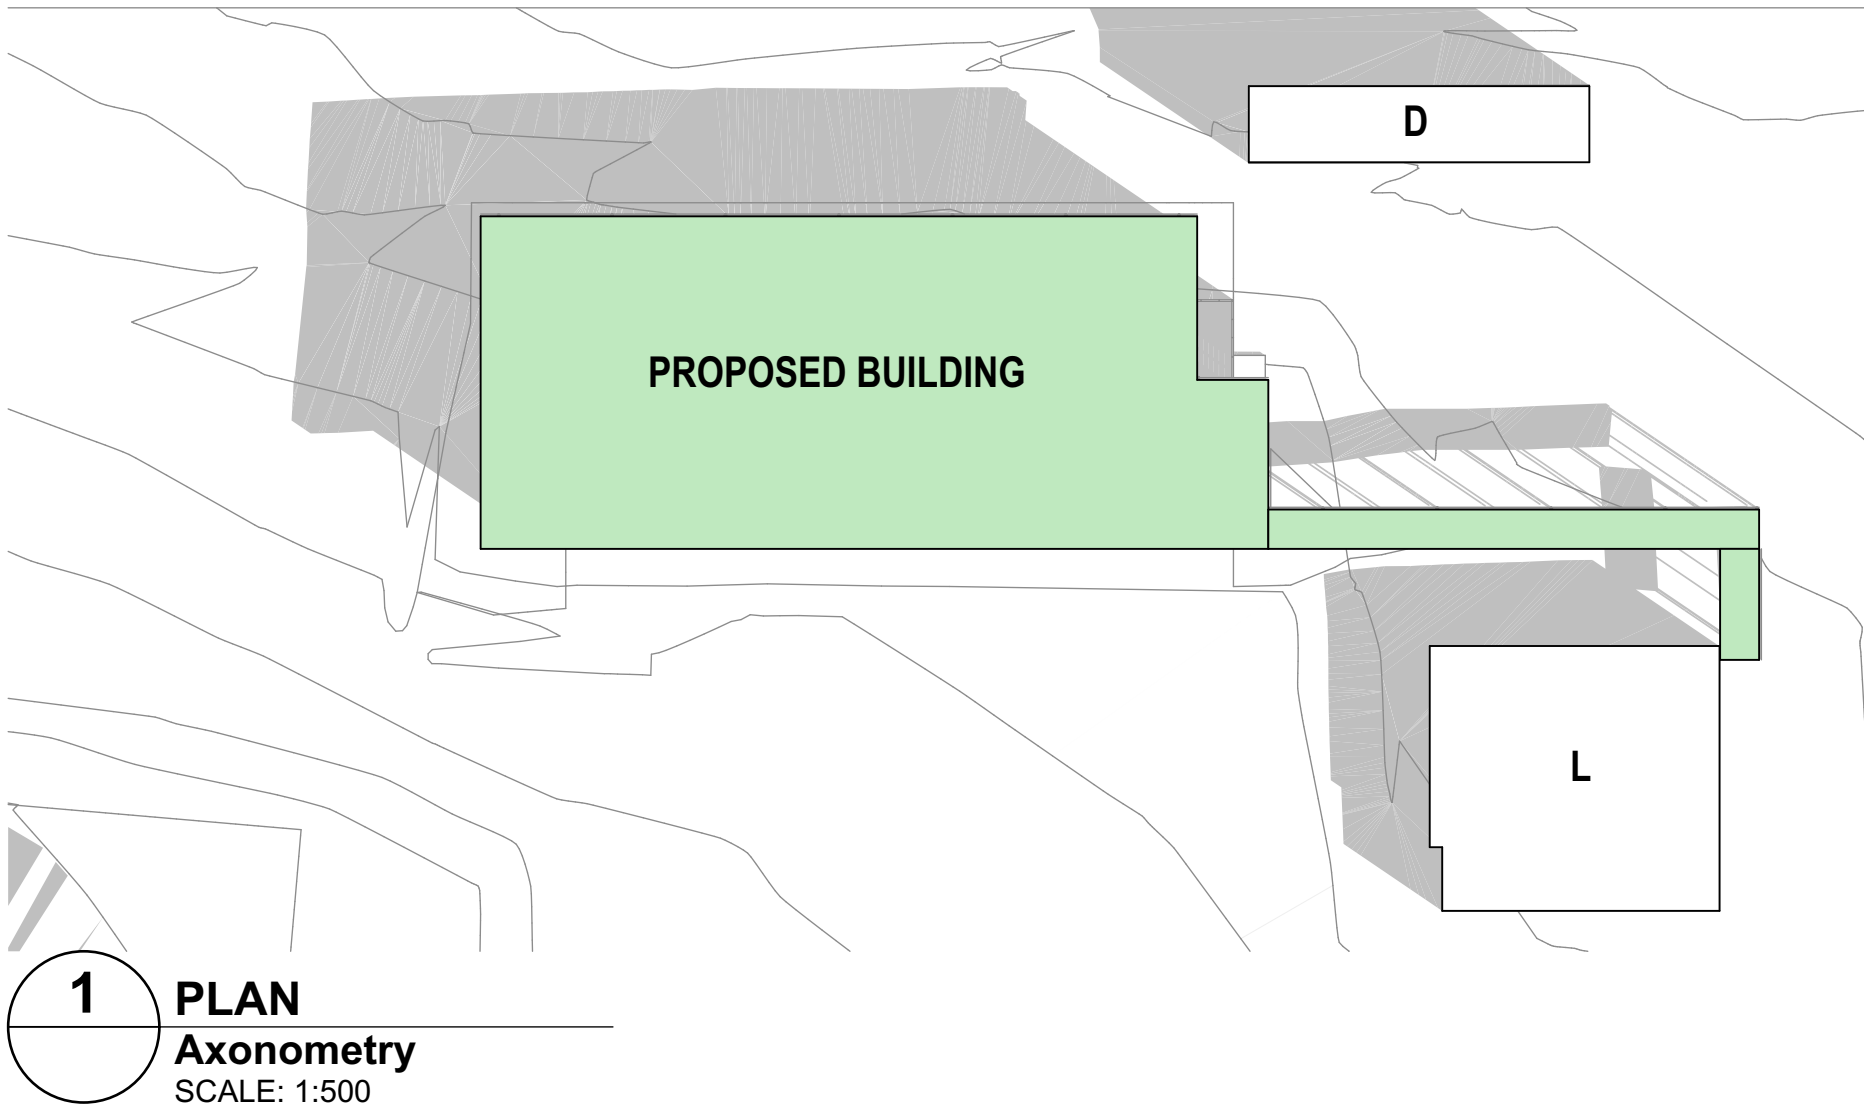 D
PROPOSED BUILDING
L
1
PLAN
Axonometry
SCALE: 1:500